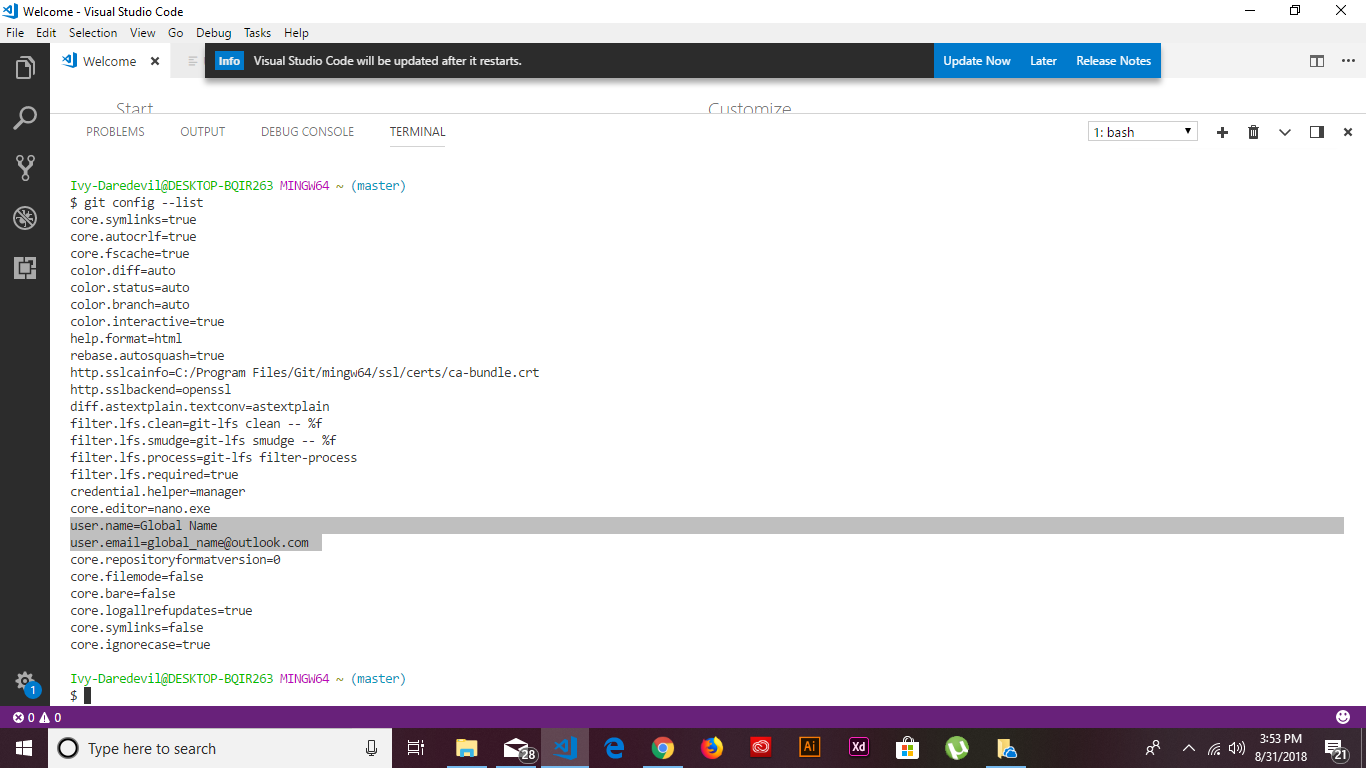 Welcome - Visual Studio Code
File Edit Selection View Go Debug Tasks Help
Welcome
Info Visual Studio Code will be updated after it restarts. Update Now Later Release Notes
Start Customize
PROBLEMS OUTPUT DEBUG CONSOLE TERMINAL 1: bash
Ivy-Daredevil@DESKTOP-BQIR263 MINGW64 ~ (master)
$ git config --list
core.symlinks=true
core.autocrlf=true
core.fscache=true
color.diff=auto
color.status=auto
color.branch=auto
color.interactive=true
help.format=html
rebase.autosquash=true
http.sslcainfo=C:/Program Files/Git/mingw64/ssl/certs/ca-bundle.crt
http.sslbackend=openssl
diff.astextplain.textconv=astextplain
filter.lfs.clean=git-lfs clean -- %f
filter.lfs.smudge=git-lfs smudge -- %f
filter.lfs.process=git-lfs filter-process
filter.lfs.required=true
credential.helper=manager
core.editor=nano.exe
user.name=Global Name
user.email=global_name@outlook.com
core.repositoryformatversion=0
core.filemode=false
core.bare=false
core.logallrefupdates=true
core.symlinks=false
core.ignorecase=true
Ivy-Daredevil@DESKTOP-BQIR263 MINGW64 ~ (master)
$
1
0 0
Type here to search
28
Ai
Xd
3:53 PM
8/31/2018
21